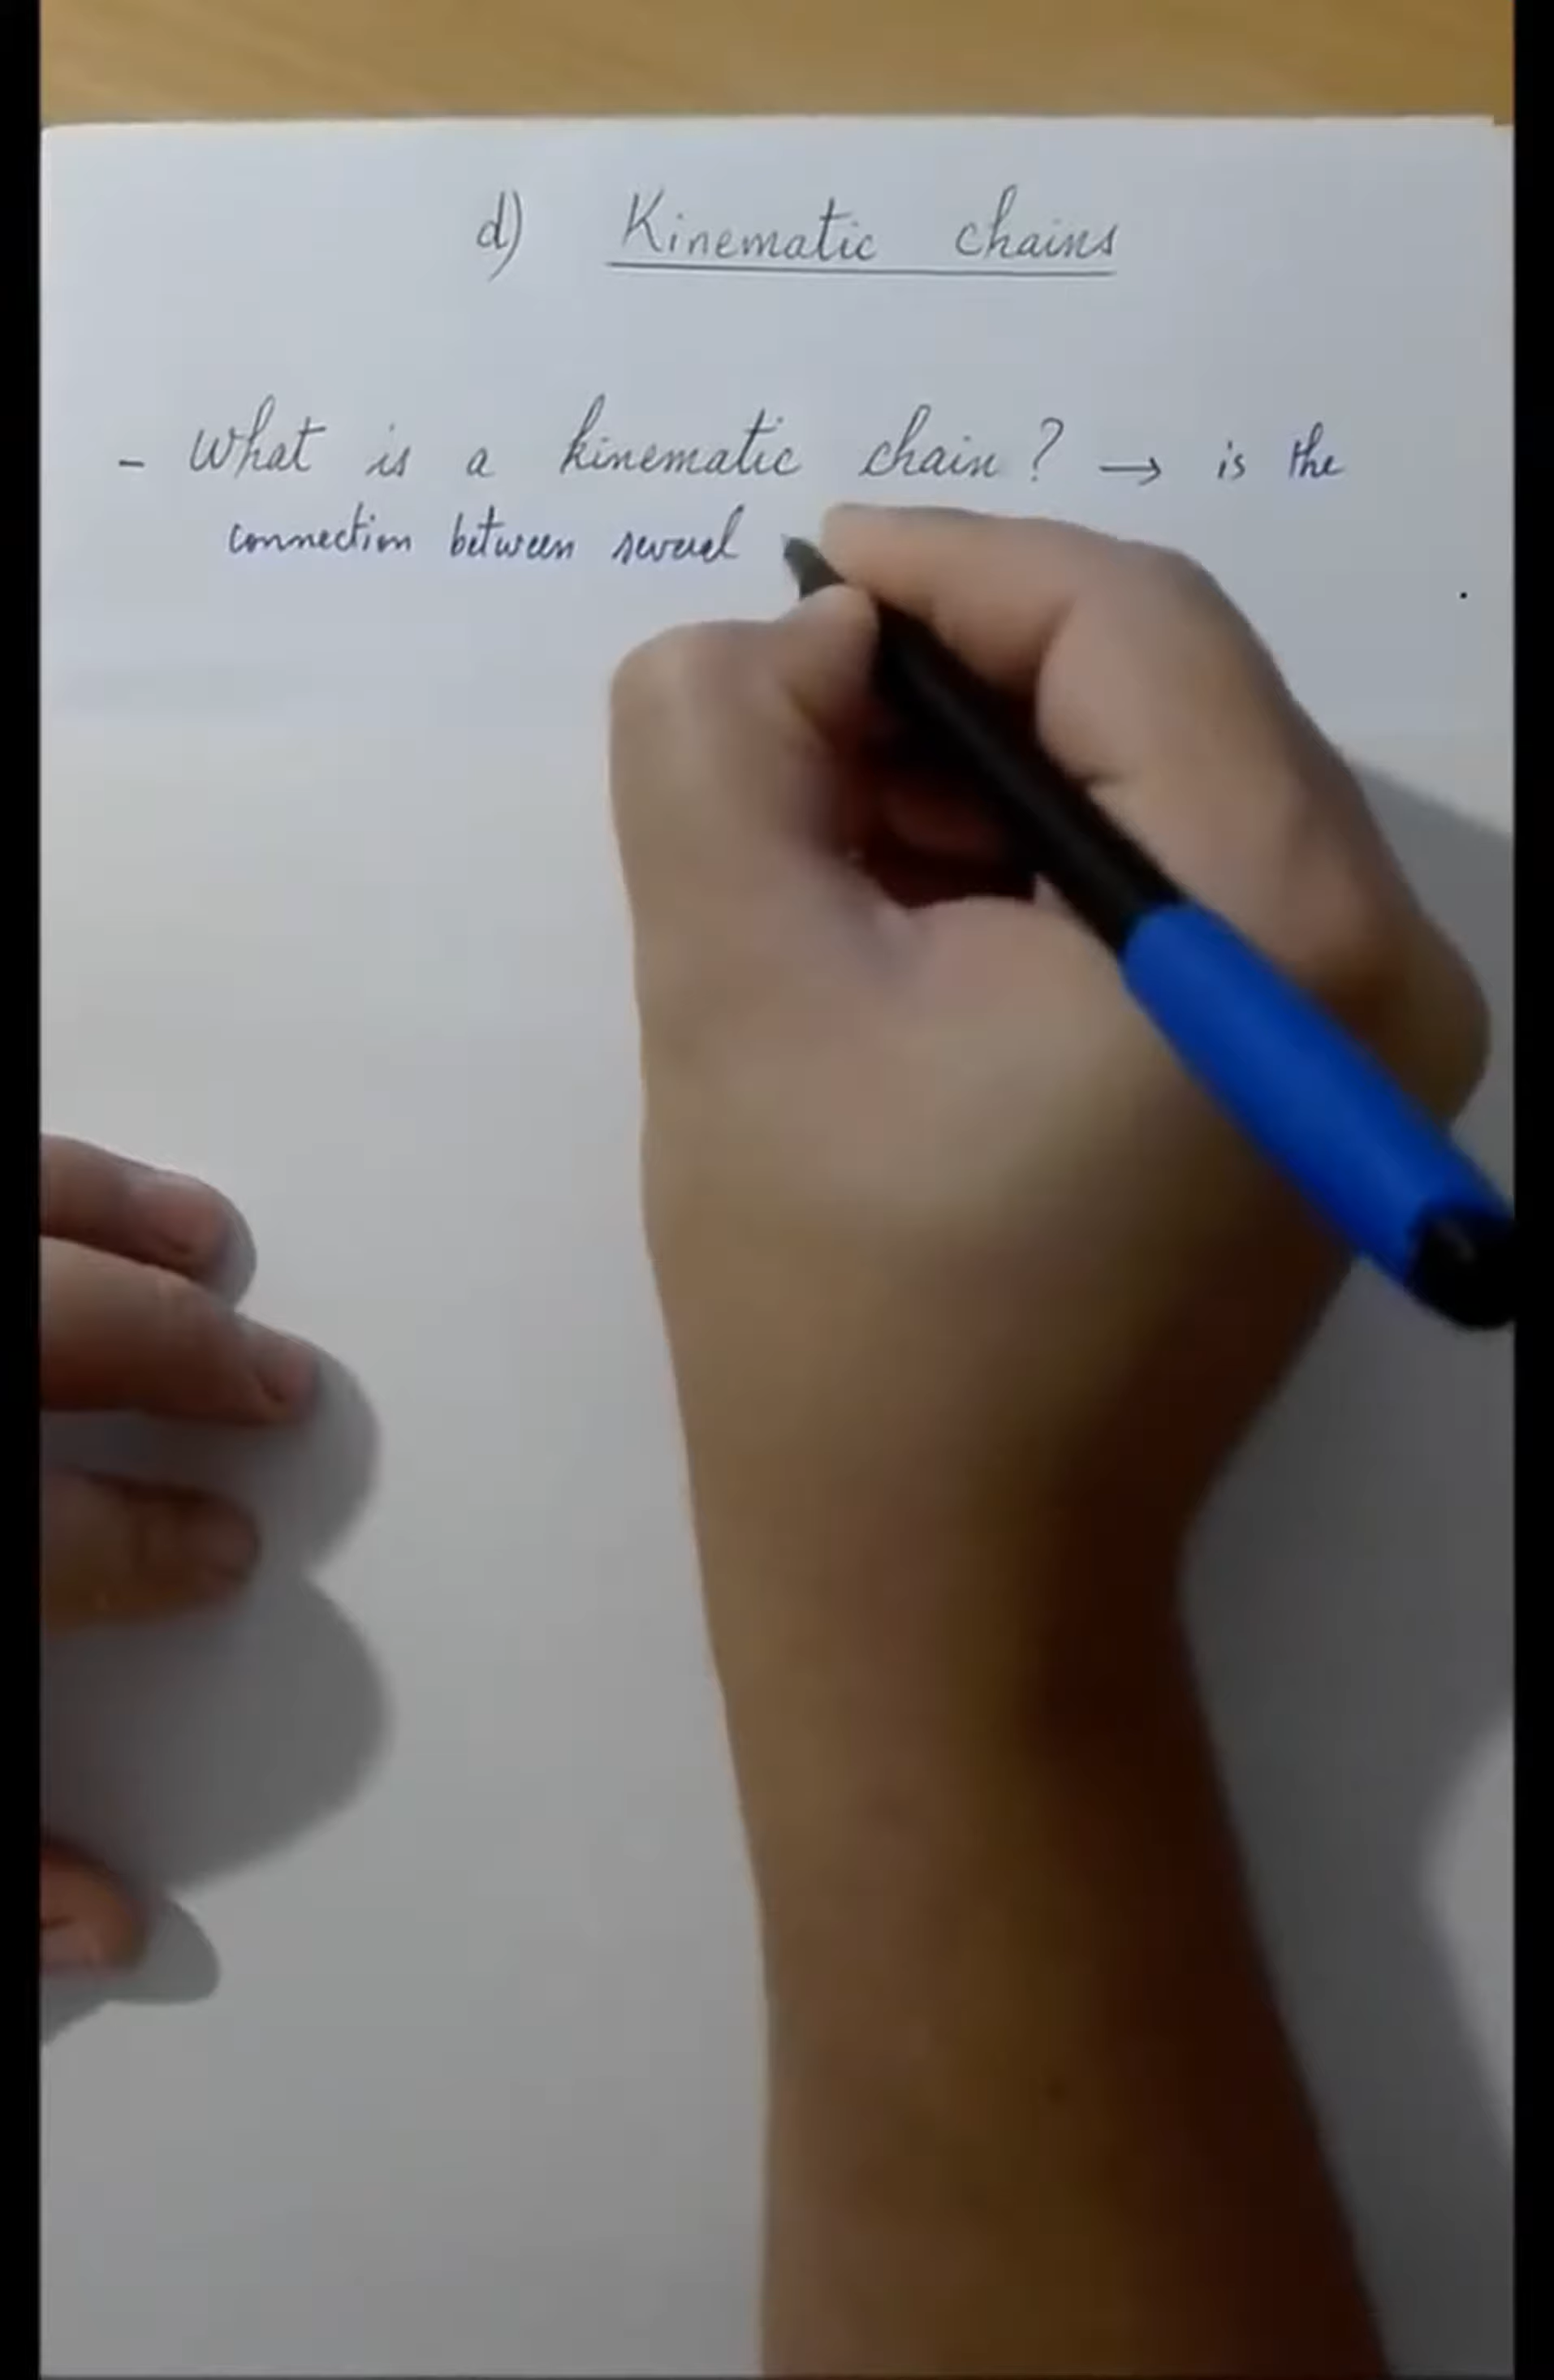 d) Kinematic chains
- What is a kinematic chain? → is the
connection between several